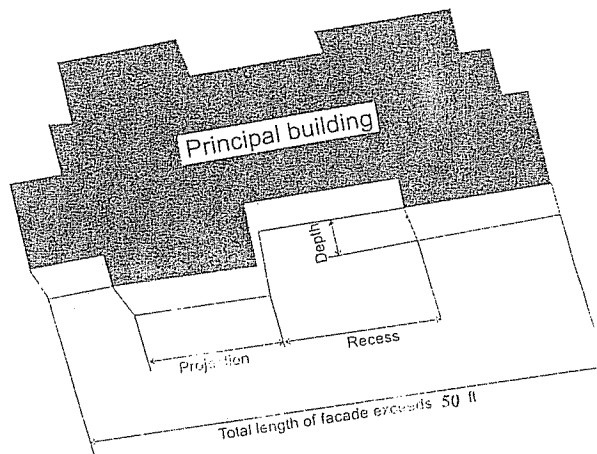 Principal building
Depth
Projection
Recess
Total length of facade exceeds 50 ft